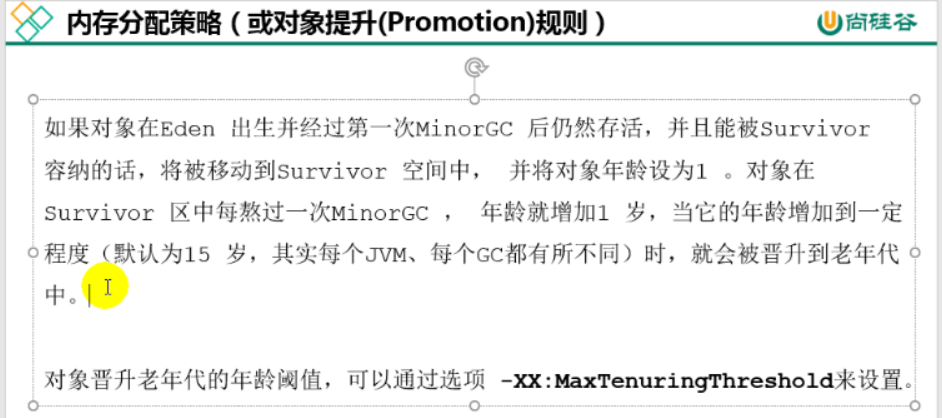 内存分配策略（或对象提升(Promotion)规则）
尚硅谷
如果对象在Eden 出生并经过第一次MinorGC 后仍然存活，并且能被Survivor
容纳的话，将被移动到Survivor 空间中， 并将对象年龄设为1 。对象在
Survivor 区中每熬过一次MinorGC ， 年龄就增加1 岁，当它的年龄增加到一定
程度（默认为15 岁，其实每个JVM、每个GC都有所不同）时，就会被晋升到老年代
中。
对象晋升老年代的年龄阈值，可以通过选项 -XX:MaxTenuringThreshold来设置。